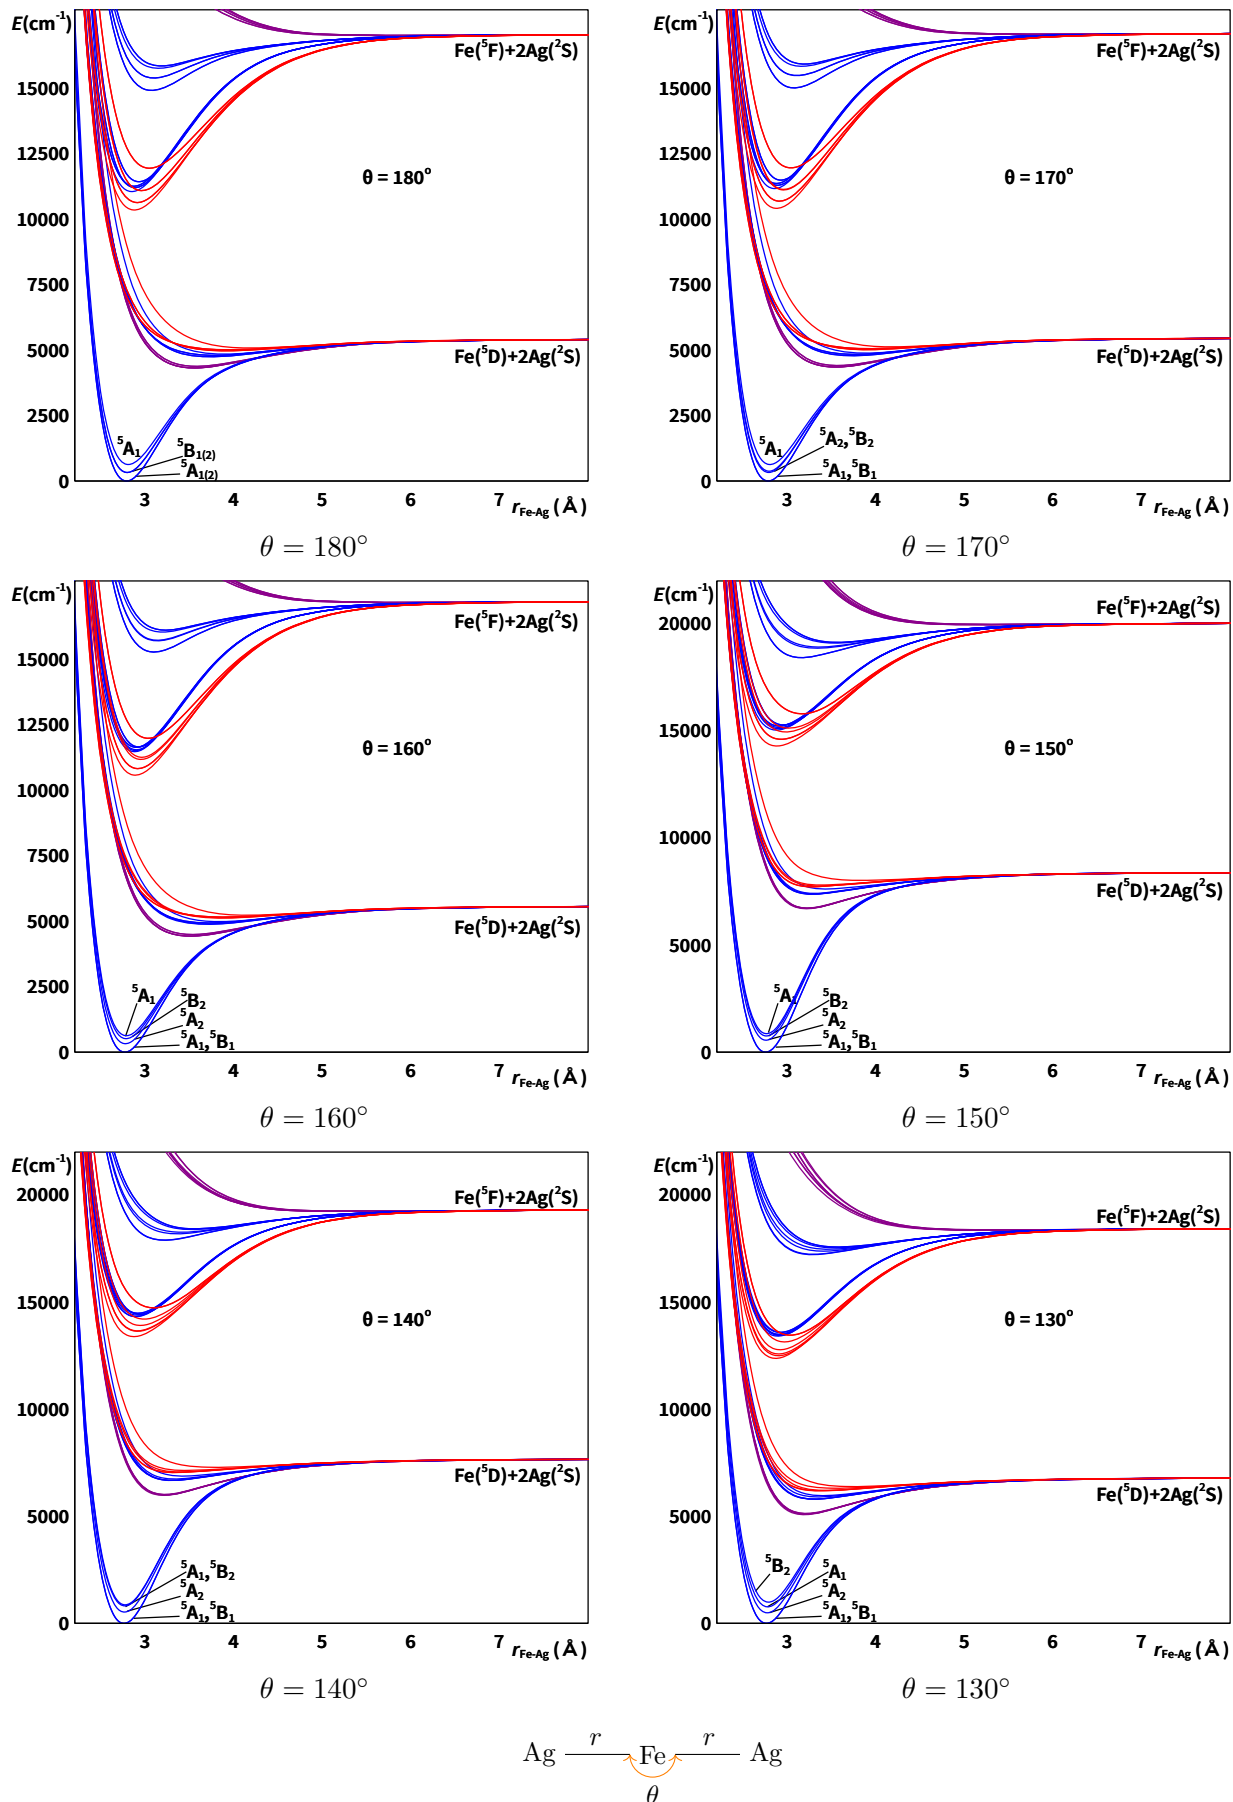 E(cm⁻¹)
Fe(⁵F)+2Ag(²S)
15000
12500
θ = 180°
10000
7500
5000
Fe(⁵D)+2Ag(²S)
2500
⁵A₁
⁵B₁₍₂₎
⁵A₁₍₂₎
0
3 4 5 6 7 r_Fe-Ag (Å)
θ = 180°
E(cm⁻¹)
Fe(⁵F)+2Ag(²S)
15000
12500
θ = 170°
10000
7500
5000
Fe(⁵D)+2Ag(²S)
2500
⁵A₁
⁵A₂,⁵B₂
⁵A₁,⁵B₁
0
3 4 5 6 7 r_Fe-Ag (Å)
θ = 170°
E(cm⁻¹)
Fe(⁵F)+2Ag(²S)
15000
12500
θ = 160°
10000
7500
5000
Fe(⁵D)+2Ag(²S)
2500
⁵A₁
⁵B₂
⁵A₂
⁵A₁,⁵B₁
0
3 4 5 6 7 r_Fe-Ag (Å)
θ = 160°
E(cm⁻¹)
Fe(⁵F)+2Ag(²S)
20000
15000
θ = 150°
10000
Fe(⁵D)+2Ag(²S)
5000
⁵A₁
⁵B₂
⁵A₂
⁵A₁,⁵B₁
0
3 4 5 6 7 r_Fe-Ag (Å)
θ = 150°
E(cm⁻¹)
20000
Fe(⁵F)+2Ag(²S)
15000
θ = 140°
10000
Fe(⁵D)+2Ag(²S)
5000
⁵A₁,⁵B₂
⁵A₂
⁵A₁,⁵B₁
0
3 4 5 6 7 r_Fe-Ag (Å)
θ = 140°
E(cm⁻¹)
20000
Fe(⁵F)+2Ag(²S)
15000
θ = 130°
10000
Fe(⁵D)+2Ag(²S)
5000
⁵B₂
⁵A₁
⁵A₂
⁵A₁,⁵B₁
0
3 4 5 6 7 r_Fe-Ag (Å)
θ = 130°
r r
Ag Fe Ag
θ